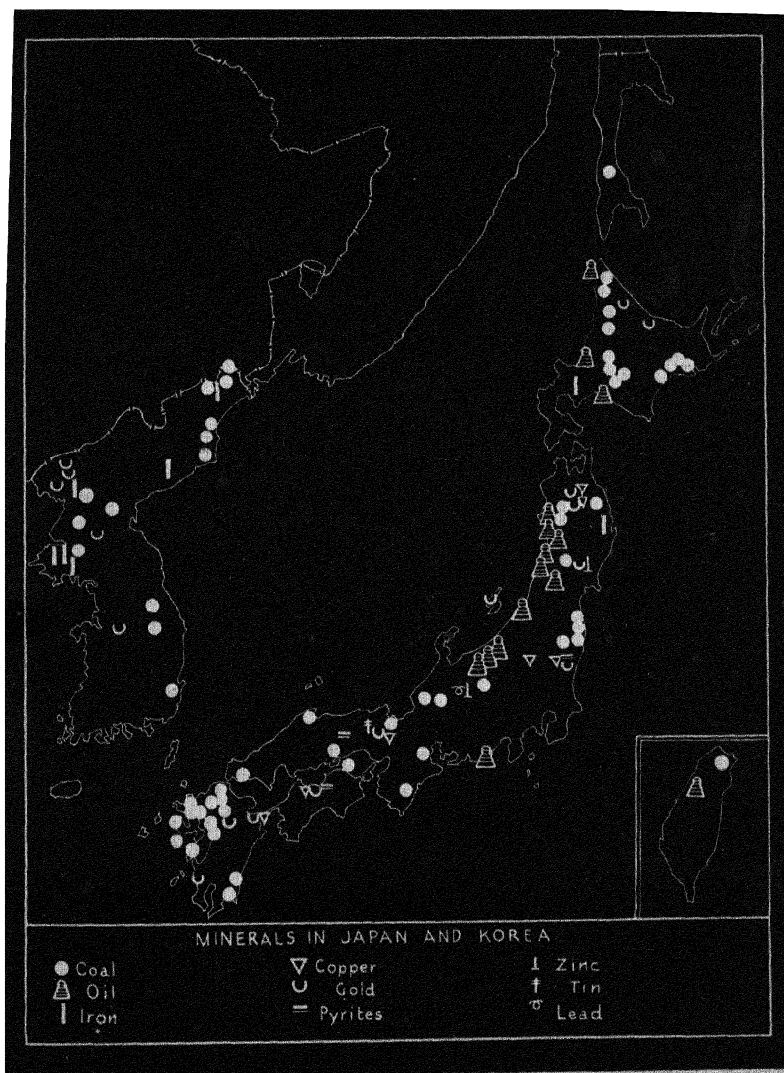 MINERALS IN JAPAN AND KOREA
Coal
Oil
Iron
Copper
Gold
Pyrites
Zinc
Tin
Lead